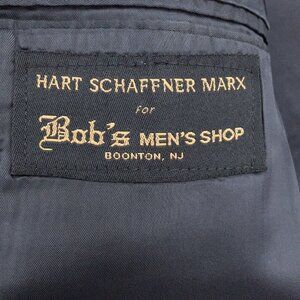 HART SCHAFFNER MARX
FOR
Bob's MEN'S SHOP
BOONTON, NJ